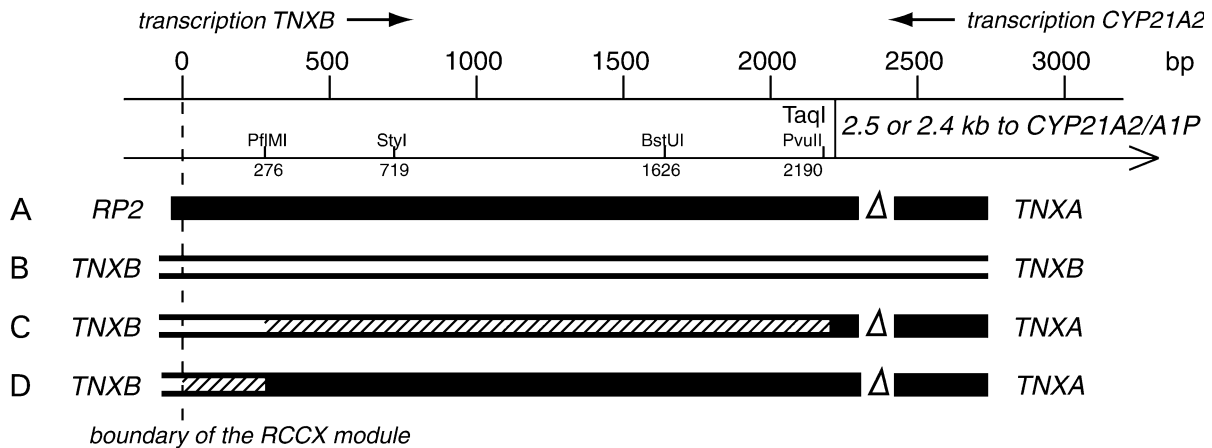 transcription TNXB → ← transcription CYP21A2
0 500 1000 1500 2000 2500 3000 bp
TaqI 2.5 or 2.4 kb to CYP21A2/A1P
PflMI StyI BstUI PvuII
276 719 1626 2190
A RP2 Δ TNXA
B TNXB TNXB
C TNXB Δ TNXA
D TNXB Δ TNXA
boundary of the RCCX module